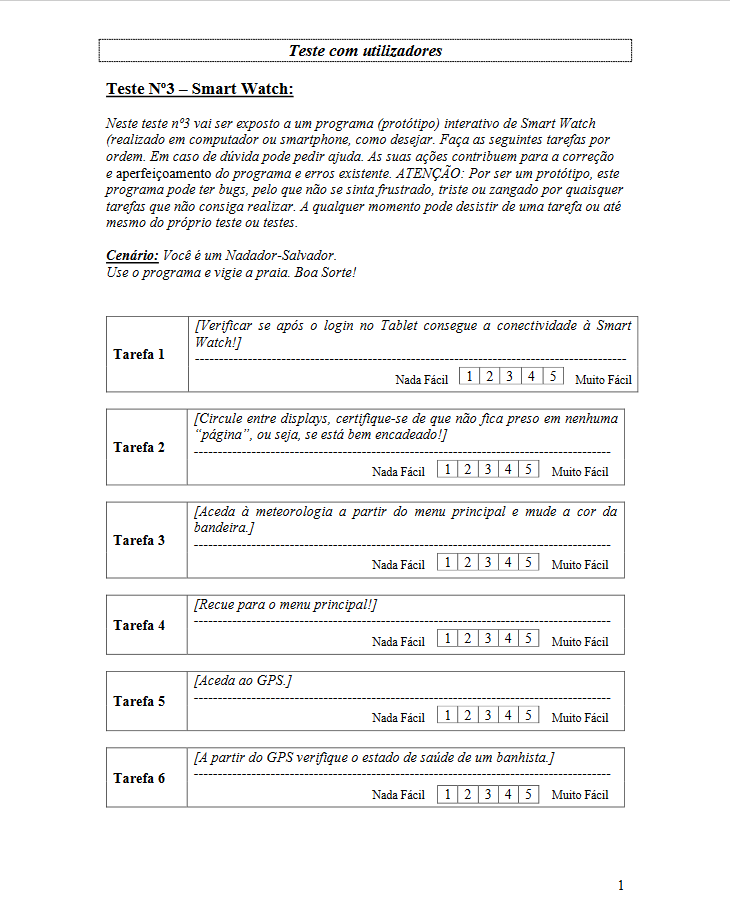 Teste com utilizadores
Teste Nº3 – Smart Watch:
Neste teste nº3 vai ser exposto a um programa (protótipo) interativo de Smart Watch
(realizado em computador ou smartphone, como desejar. Faça as seguintes tarefas por
ordem. Em caso de dúvida pode pedir ajuda. As suas ações contribuem para a correção
e aperfeiçoamento do programa e erros existente. ATENÇÃO: Por ser um protótipo, este
programa pode ter bugs, pelo que não se sinta frustrado, triste ou zangado por quaisquer
tarefas que não consiga realizar. A qualquer momento pode desistir de uma tarefa ou até
mesmo do próprio teste ou testes.
Cenário: Você é um Nadador-Salvador.
Use o programa e vigie a praia. Boa Sorte!
Tarefa 1
[Verificar se após o login no Tablet consegue a conectividade à Smart
Watch!]
Nada Fácil 1 2 3 4 5 Muito Fácil
Tarefa 2
[Circule entre displays, certifique-se de que não fica preso em nenhuma
“página”, ou seja, se está bem encadeado!]
Nada Fácil 1 2 3 4 5 Muito Fácil
Tarefa 3
[Aceda à meteorologia a partir do menu principal e mude a cor da
bandeira.]
Nada Fácil 1 2 3 4 5 Muito Fácil
Tarefa 4
[Recue para o menu principal!]
Nada Fácil 1 2 3 4 5 Muito Fácil
Tarefa 5
[Aceda ao GPS.]
Nada Fácil 1 2 3 4 5 Muito Fácil
Tarefa 6
[A partir do GPS verifique o estado de saúde de um banhista.]
Nada Fácil 1 2 3 4 5 Muito Fácil
1